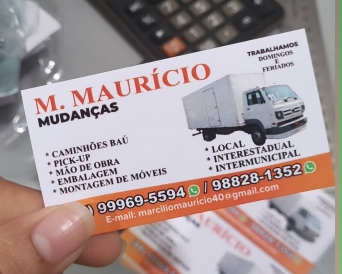 M. MAURÍCIO
MUDANÇAS
TRABALHAMOS
DOMINGOS
E
FERIADOS
* CAMINHÕES BAÚ
* PICK-UP
* MÃO DE OBRA
* EMBALAGEM
* MONTAGEM DE MÓVEIS
* LOCAL
* INTERESTADUAL
* INTERMUNICIPAL
) 99969-5594 / 98828-1352
E-mail: marciliomauricio40@gmail.com